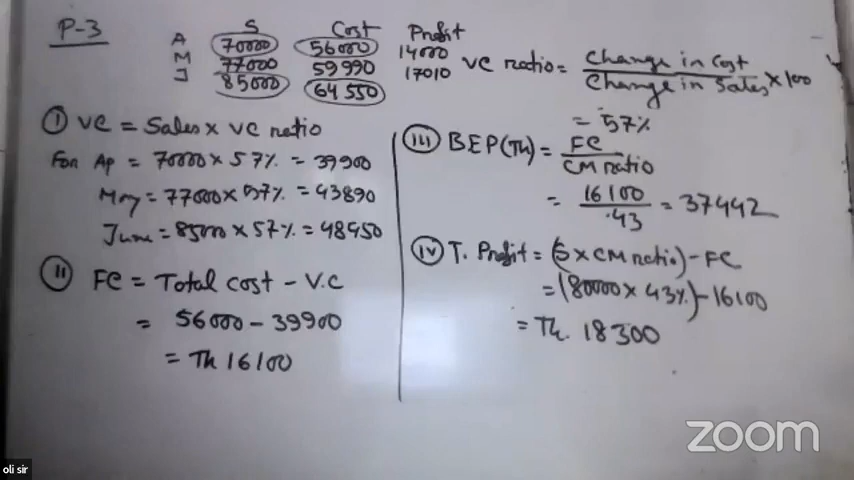 P-3
S Cost Profit
A 70000 56000 14000
M 77000 59990 17010
J 85000 64550
VC ratio = Change in Cost / Change in Sales × 100
= 57%
I VC = Sales × VC ratio
For Ap = 70000 × 57% = 39900
May = 77000 × 57% = 43890
June = 85000 × 57% = 48450
II FC = Total cost - V.C
= 56000 - 39900
= Tk 16100
III BEP(Tk) = FC / CM ratio
= 16100 / .43 = 37442
IV T. Profit = (S × CM ratio) - FC
= (80000 × 43%) - 16100
= Tk. 18300
zoom
oli sir